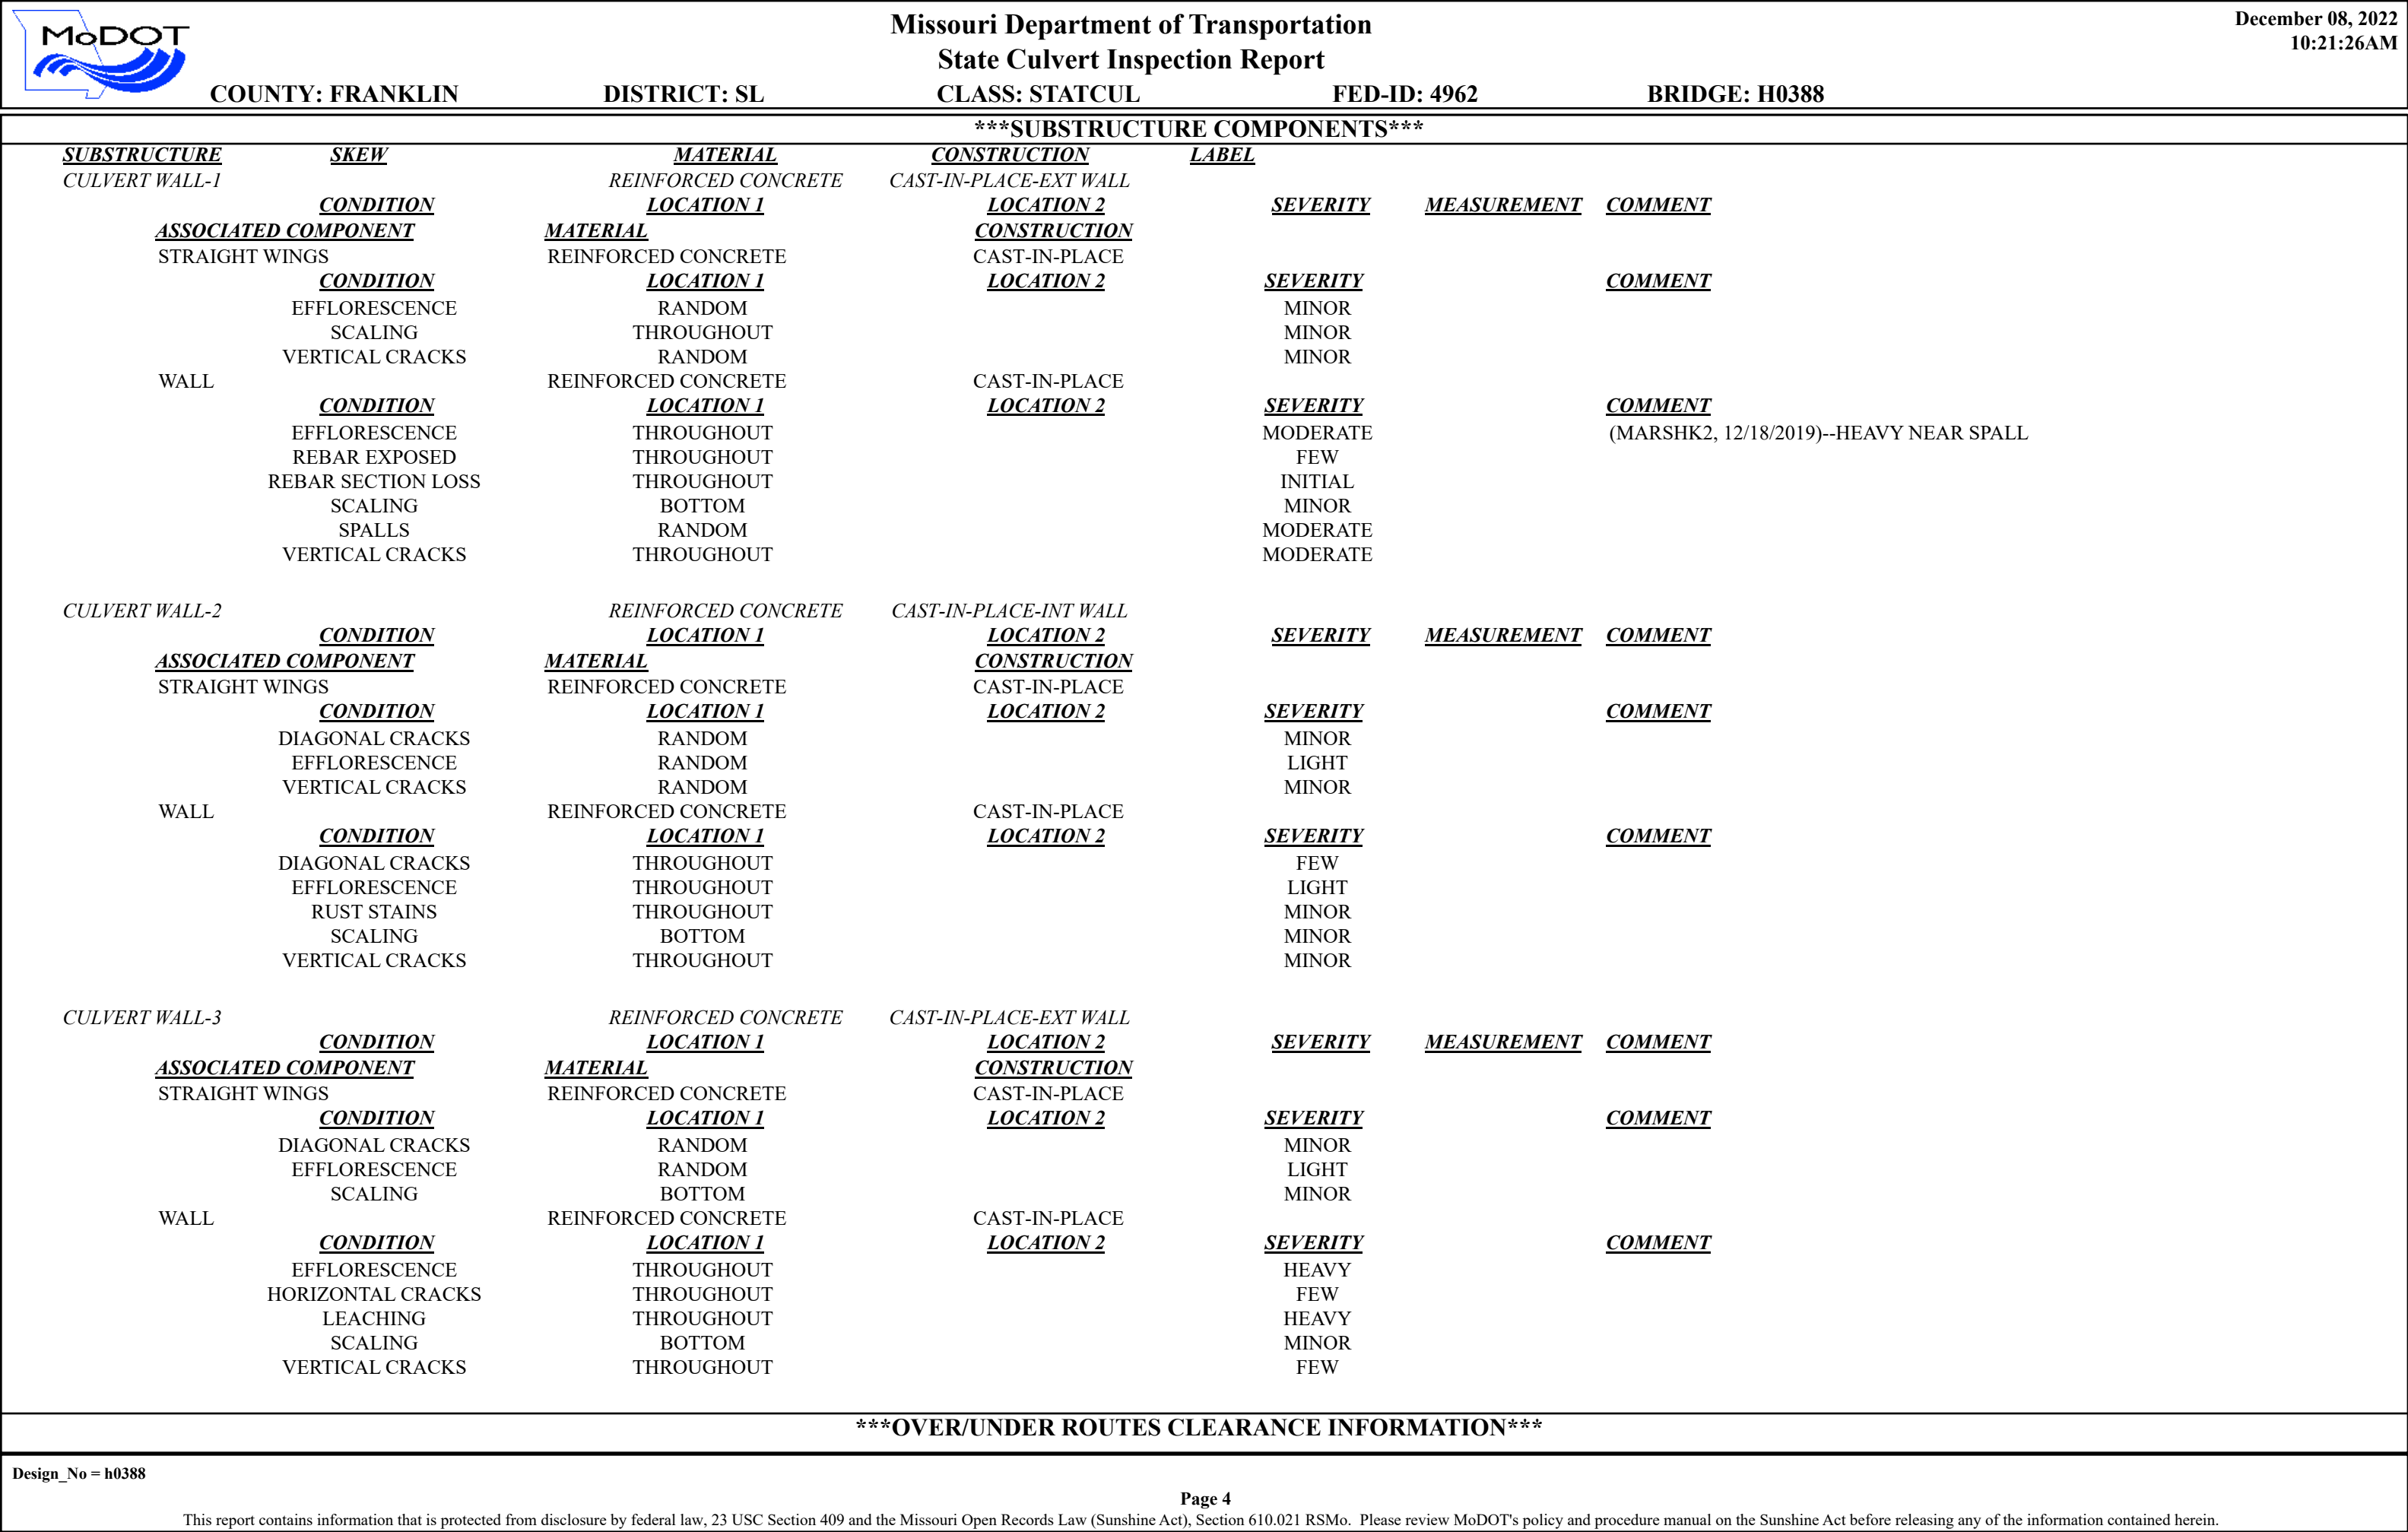 MoDOT
Missouri Department of Transportation
State Culvert Inspection Report
December 08, 2022
10:21:26AM
COUNTY: FRANKLIN DISTRICT: SL CLASS: STATCUL FED-ID: 4962 BRIDGE: H0388
***SUBSTRUCTURE COMPONENTS***
SUBSTRUCTURE SKEW MATERIAL CONSTRUCTION LABEL
CULVERT WALL-1 REINFORCED CONCRETE CAST-IN-PLACE-EXT WALL
CONDITION LOCATION 1 LOCATION 2 SEVERITY MEASUREMENT COMMENT
ASSOCIATED COMPONENT MATERIAL CONSTRUCTION
STRAIGHT WINGS REINFORCED CONCRETE CAST-IN-PLACE
CONDITION LOCATION 1 LOCATION 2 SEVERITY COMMENT
EFFLORESCENCE RANDOM MINOR
SCALING THROUGHOUT MINOR
VERTICAL CRACKS RANDOM MINOR
WALL REINFORCED CONCRETE CAST-IN-PLACE
CONDITION LOCATION 1 LOCATION 2 SEVERITY COMMENT
EFFLORESCENCE THROUGHOUT MODERATE (MARSHK2, 12/18/2019)--HEAVY NEAR SPALL
REBAR EXPOSED THROUGHOUT FEW
REBAR SECTION LOSS THROUGHOUT INITIAL
SCALING BOTTOM MINOR
SPALLS RANDOM MODERATE
VERTICAL CRACKS THROUGHOUT MODERATE
CULVERT WALL-2 REINFORCED CONCRETE CAST-IN-PLACE-INT WALL
CONDITION LOCATION 1 LOCATION 2 SEVERITY MEASUREMENT COMMENT
ASSOCIATED COMPONENT MATERIAL CONSTRUCTION
STRAIGHT WINGS REINFORCED CONCRETE CAST-IN-PLACE
CONDITION LOCATION 1 LOCATION 2 SEVERITY COMMENT
DIAGONAL CRACKS RANDOM MINOR
EFFLORESCENCE RANDOM LIGHT
VERTICAL CRACKS RANDOM MINOR
WALL REINFORCED CONCRETE CAST-IN-PLACE
CONDITION LOCATION 1 LOCATION 2 SEVERITY COMMENT
DIAGONAL CRACKS THROUGHOUT FEW
EFFLORESCENCE THROUGHOUT LIGHT
RUST STAINS THROUGHOUT MINOR
SCALING BOTTOM MINOR
VERTICAL CRACKS THROUGHOUT MINOR
CULVERT WALL-3 REINFORCED CONCRETE CAST-IN-PLACE-EXT WALL
CONDITION LOCATION 1 LOCATION 2 SEVERITY MEASUREMENT COMMENT
ASSOCIATED COMPONENT MATERIAL CONSTRUCTION
STRAIGHT WINGS REINFORCED CONCRETE CAST-IN-PLACE
CONDITION LOCATION 1 LOCATION 2 SEVERITY COMMENT
DIAGONAL CRACKS RANDOM MINOR
EFFLORESCENCE RANDOM LIGHT
SCALING BOTTOM MINOR
WALL REINFORCED CONCRETE CAST-IN-PLACE
CONDITION LOCATION 1 LOCATION 2 SEVERITY COMMENT
EFFLORESCENCE THROUGHOUT HEAVY
HORIZONTAL CRACKS THROUGHOUT FEW
LEACHING THROUGHOUT HEAVY
SCALING BOTTOM MINOR
VERTICAL CRACKS THROUGHOUT FEW
***OVER/UNDER ROUTES CLEARANCE INFORMATION***
Design_No = h0388
Page 4
This report contains information that is protected from disclosure by federal law, 23 USC Section 409 and the Missouri Open Records Law (Sunshine Act), Section 610.021 RSMo. Please review MoDOT's policy and procedure manual on the Sunshine Act before releasing any of the information contained herein.